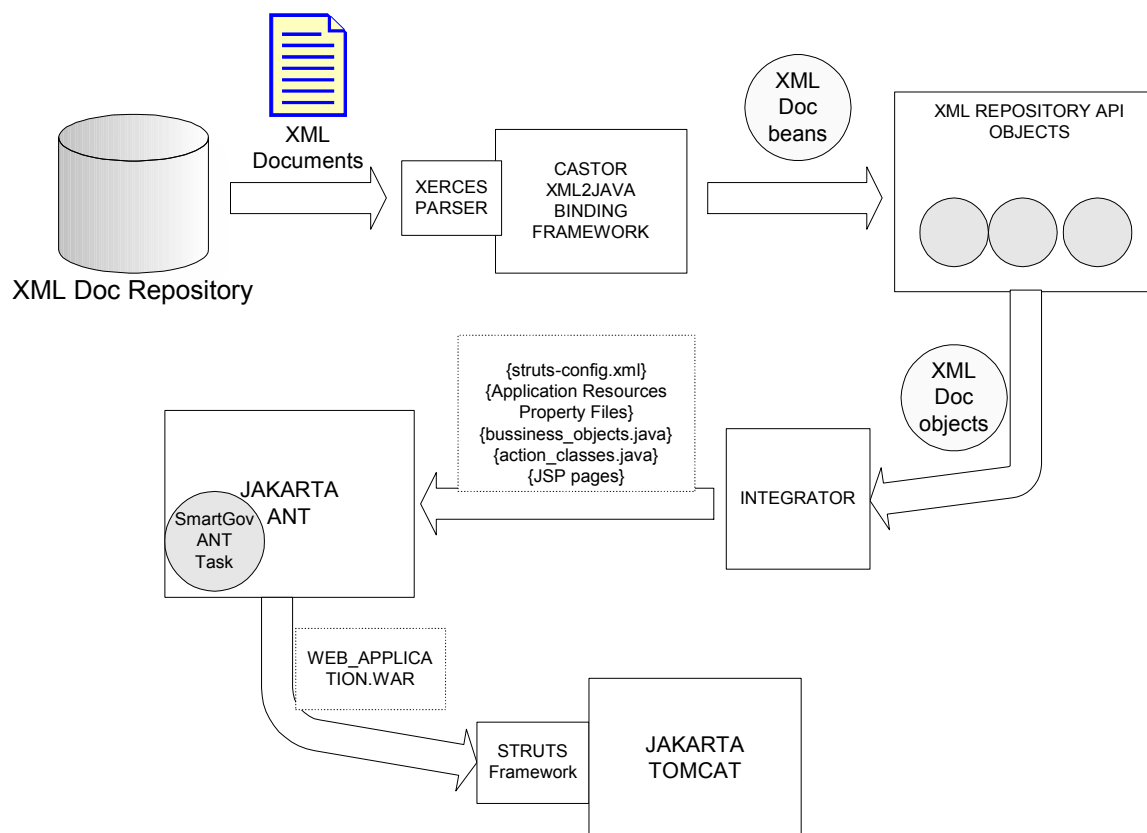 XML
Documents
XML Doc Repository
XERCES
PARSER
CASTOR
XML2JAVA
BINDING
FRAMEWORK
XML
Doc
beans
XML REPOSITORY API
OBJECTS
XML
Doc
objects
INTEGRATOR
{struts-config.xml}
{Application Resources
Property Files}
{bussiness_objects.java}
{action_classes.java}
{JSP pages}
JAKARTA
ANT
SmartGov
ANT
Task
WEB_APPLICA
TION.WAR
STRUTS
Framework
JAKARTA
TOMCAT